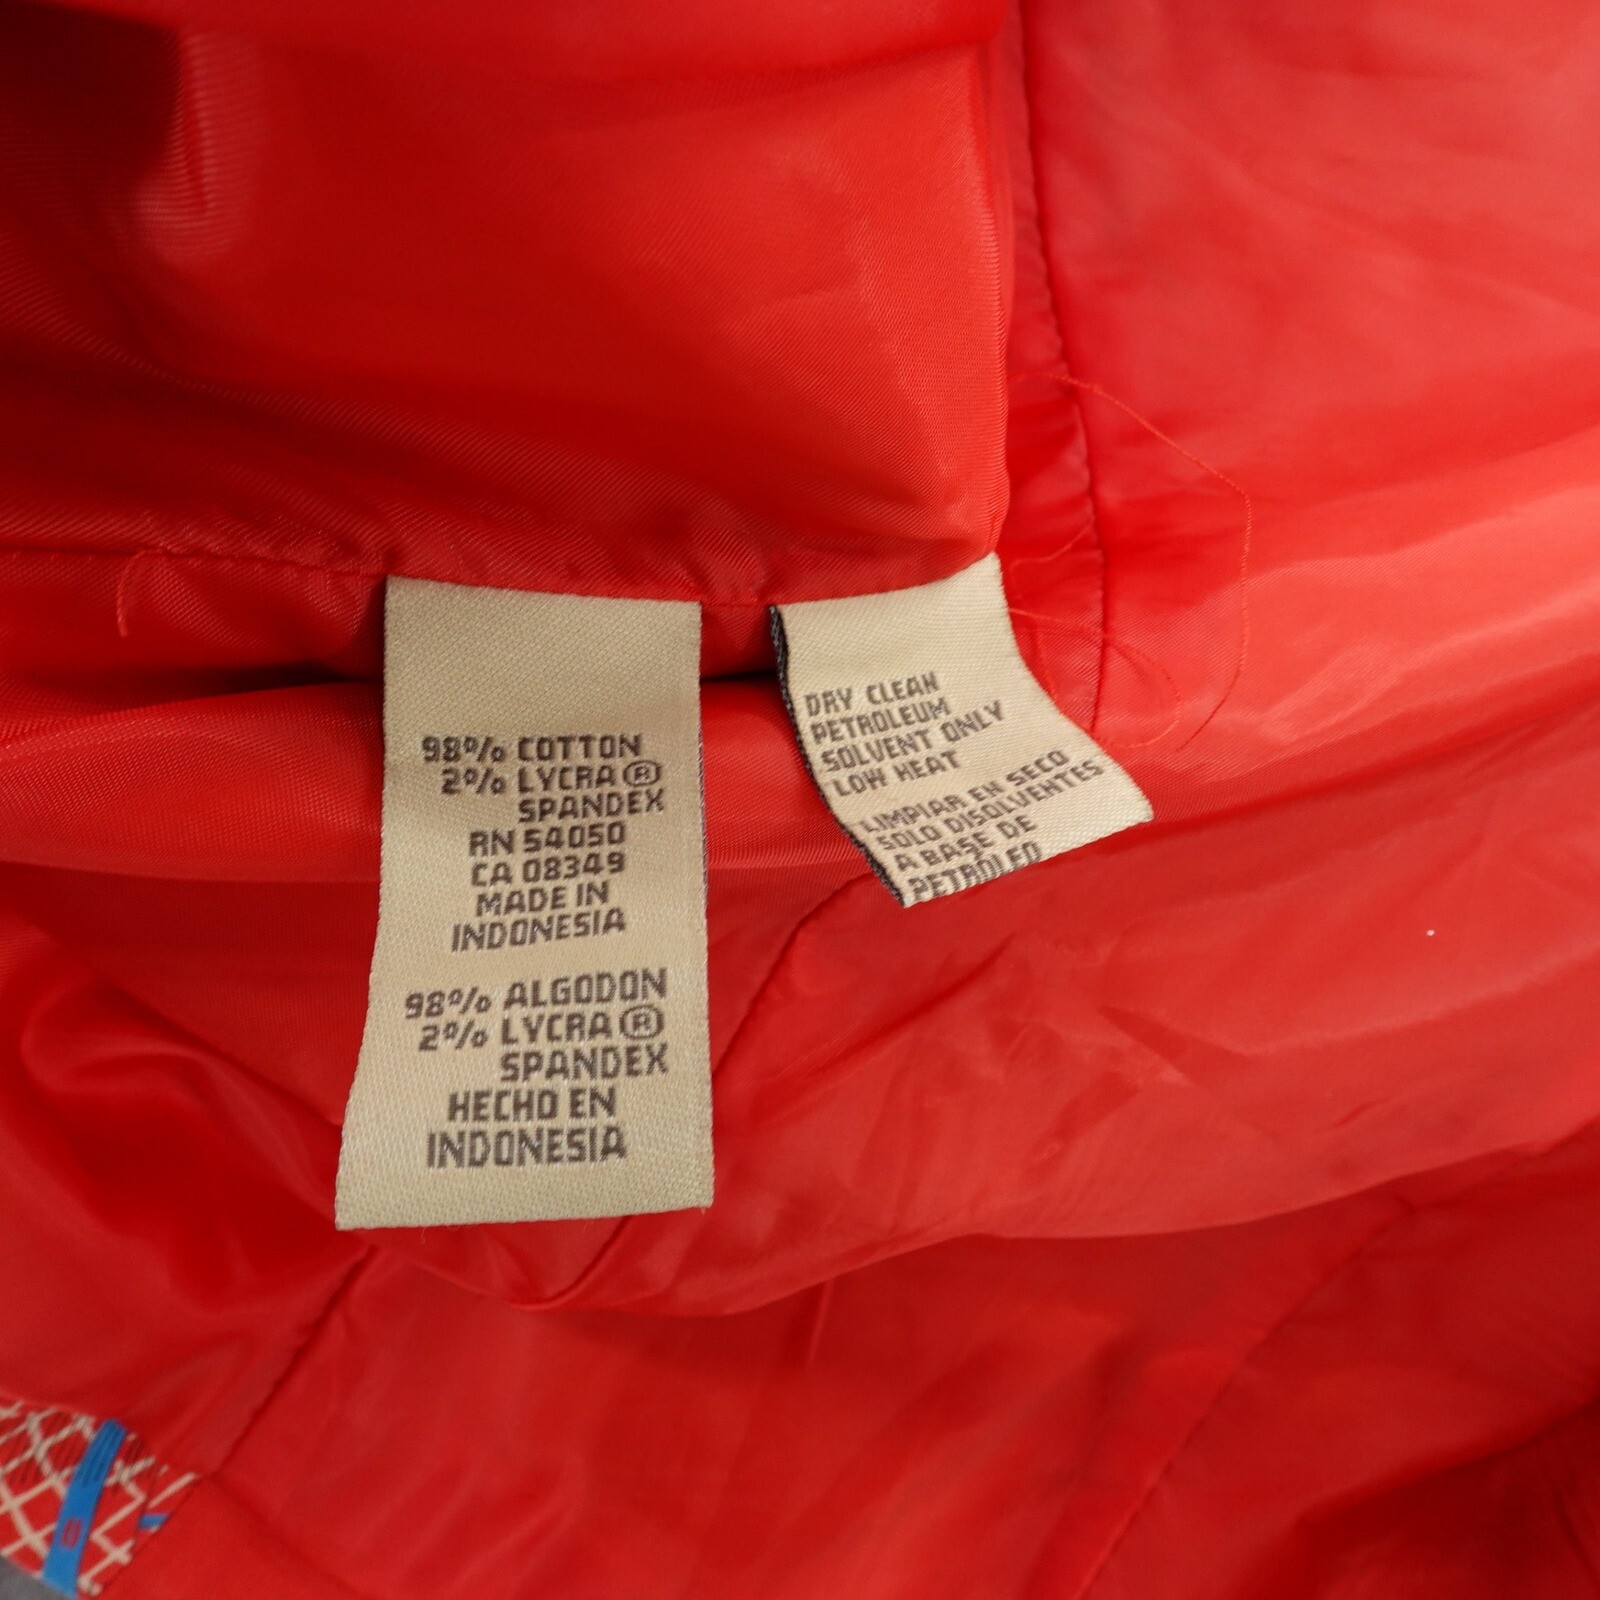 98% COTTON
2% LYCRA®
SPANDEX
RN 54050
CA 08349
MADE IN
INDONESIA
98% ALGODON
2% LYCRA®
SPANDEX
HECHO EN
INDONESIA
DRY CLEAN
PETROLEUM
SOLVENT ONLY
LOW HEAT
LIMPIAR EN SECO
SOLO DISOLVENTES
A BASE DE
PETRÓLEO